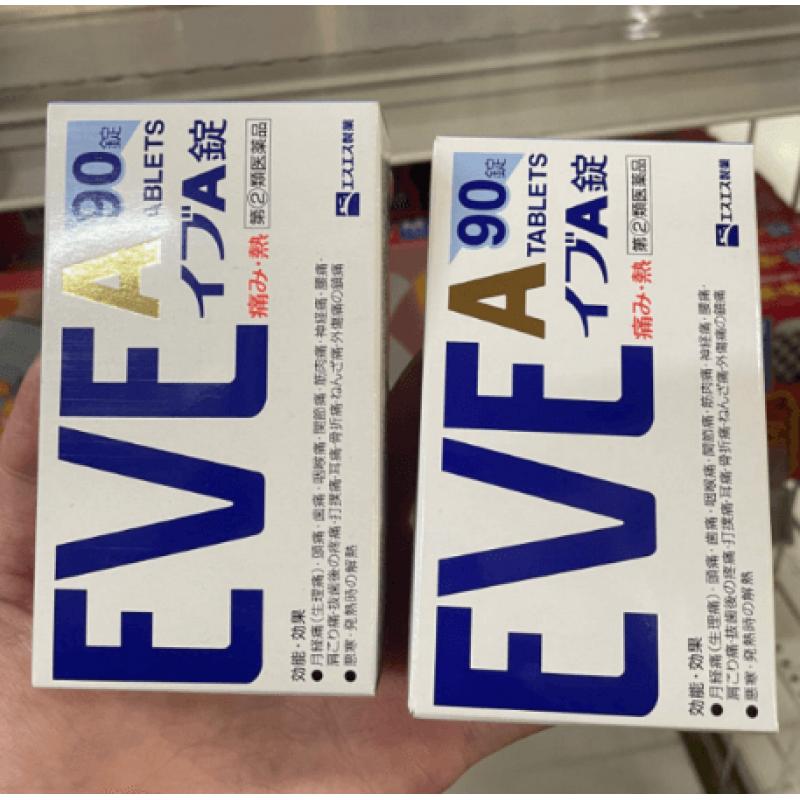 EVE A
90錠
TABLETS
イブA錠
痛み・熱
第②類医薬品
エスエス製薬
効能・効果
●月経痛(生理痛)・頭痛・歯痛・咽喉痛・関節痛・筋肉痛・神経痛・腰痛・
肩こり痛・抜歯後の疼痛・打撲痛・耳痛・骨折痛・ねんざ痛・外傷痛の鎮痛
●悪寒・発熱時の解熱
EVE A
90錠
TABLETS
イブA錠
痛み・熱
第②類医薬品
エスエス製薬
効能・効果
●月経痛(生理痛)・頭痛・歯痛・咽喉痛・関節痛・筋肉痛・神経痛・腰痛・
肩こり痛・抜歯後の疼痛・打撲痛・耳痛・骨折痛・ねんざ痛・外傷痛の鎮痛
●悪寒・発熱時の解熱